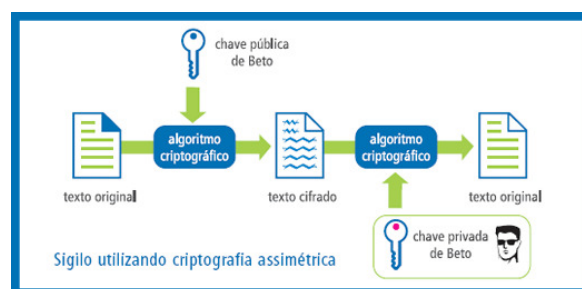 chave pública
de Beto
algoritmo
criptográfico
algoritmo
criptográfico
texto original
texto cifrado
texto original
chave privada
de Beto
Sigilo utilizando criptografia assimétrica